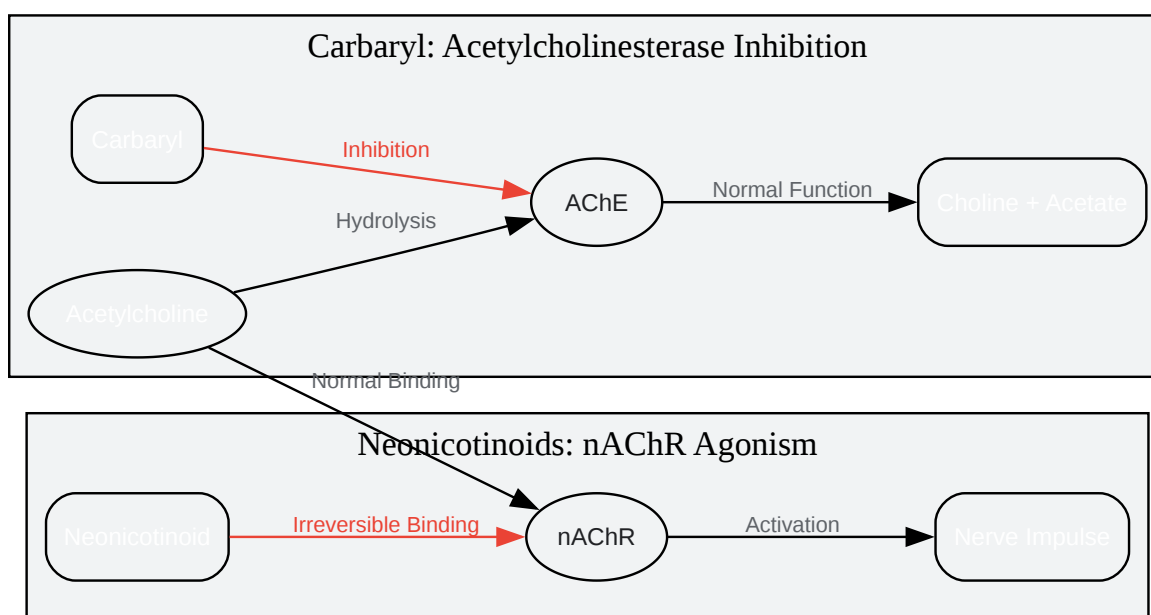 Carbaryl: Acetylcholinesterase Inhibition
Carbaryl
Inhibition
AChE
Normal Function
Choline + Acetate
Hydrolysis
Acetylcholine
Normal Binding
Neonicotinoids: nAChR Agonism
Neonicotinoid
Irreversible Binding
nAChR
Activation
Nerve Impulse